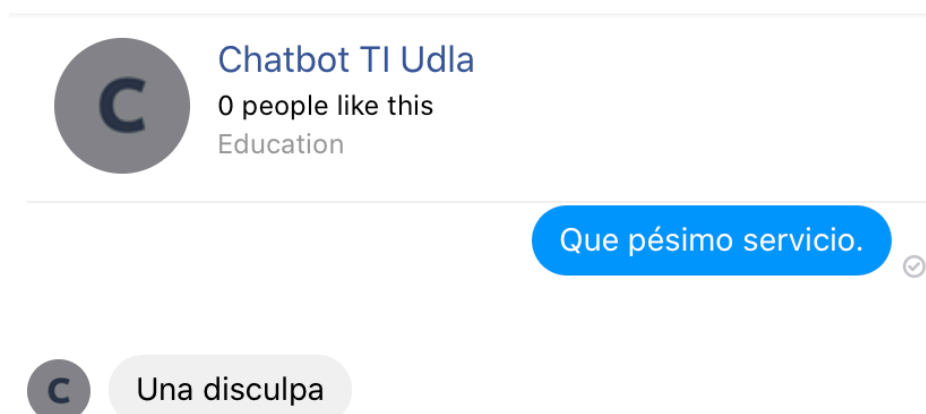 C
Chatbot TI Udla
0 people like this
Education
Que pésimo servicio.
C
Una disculpa